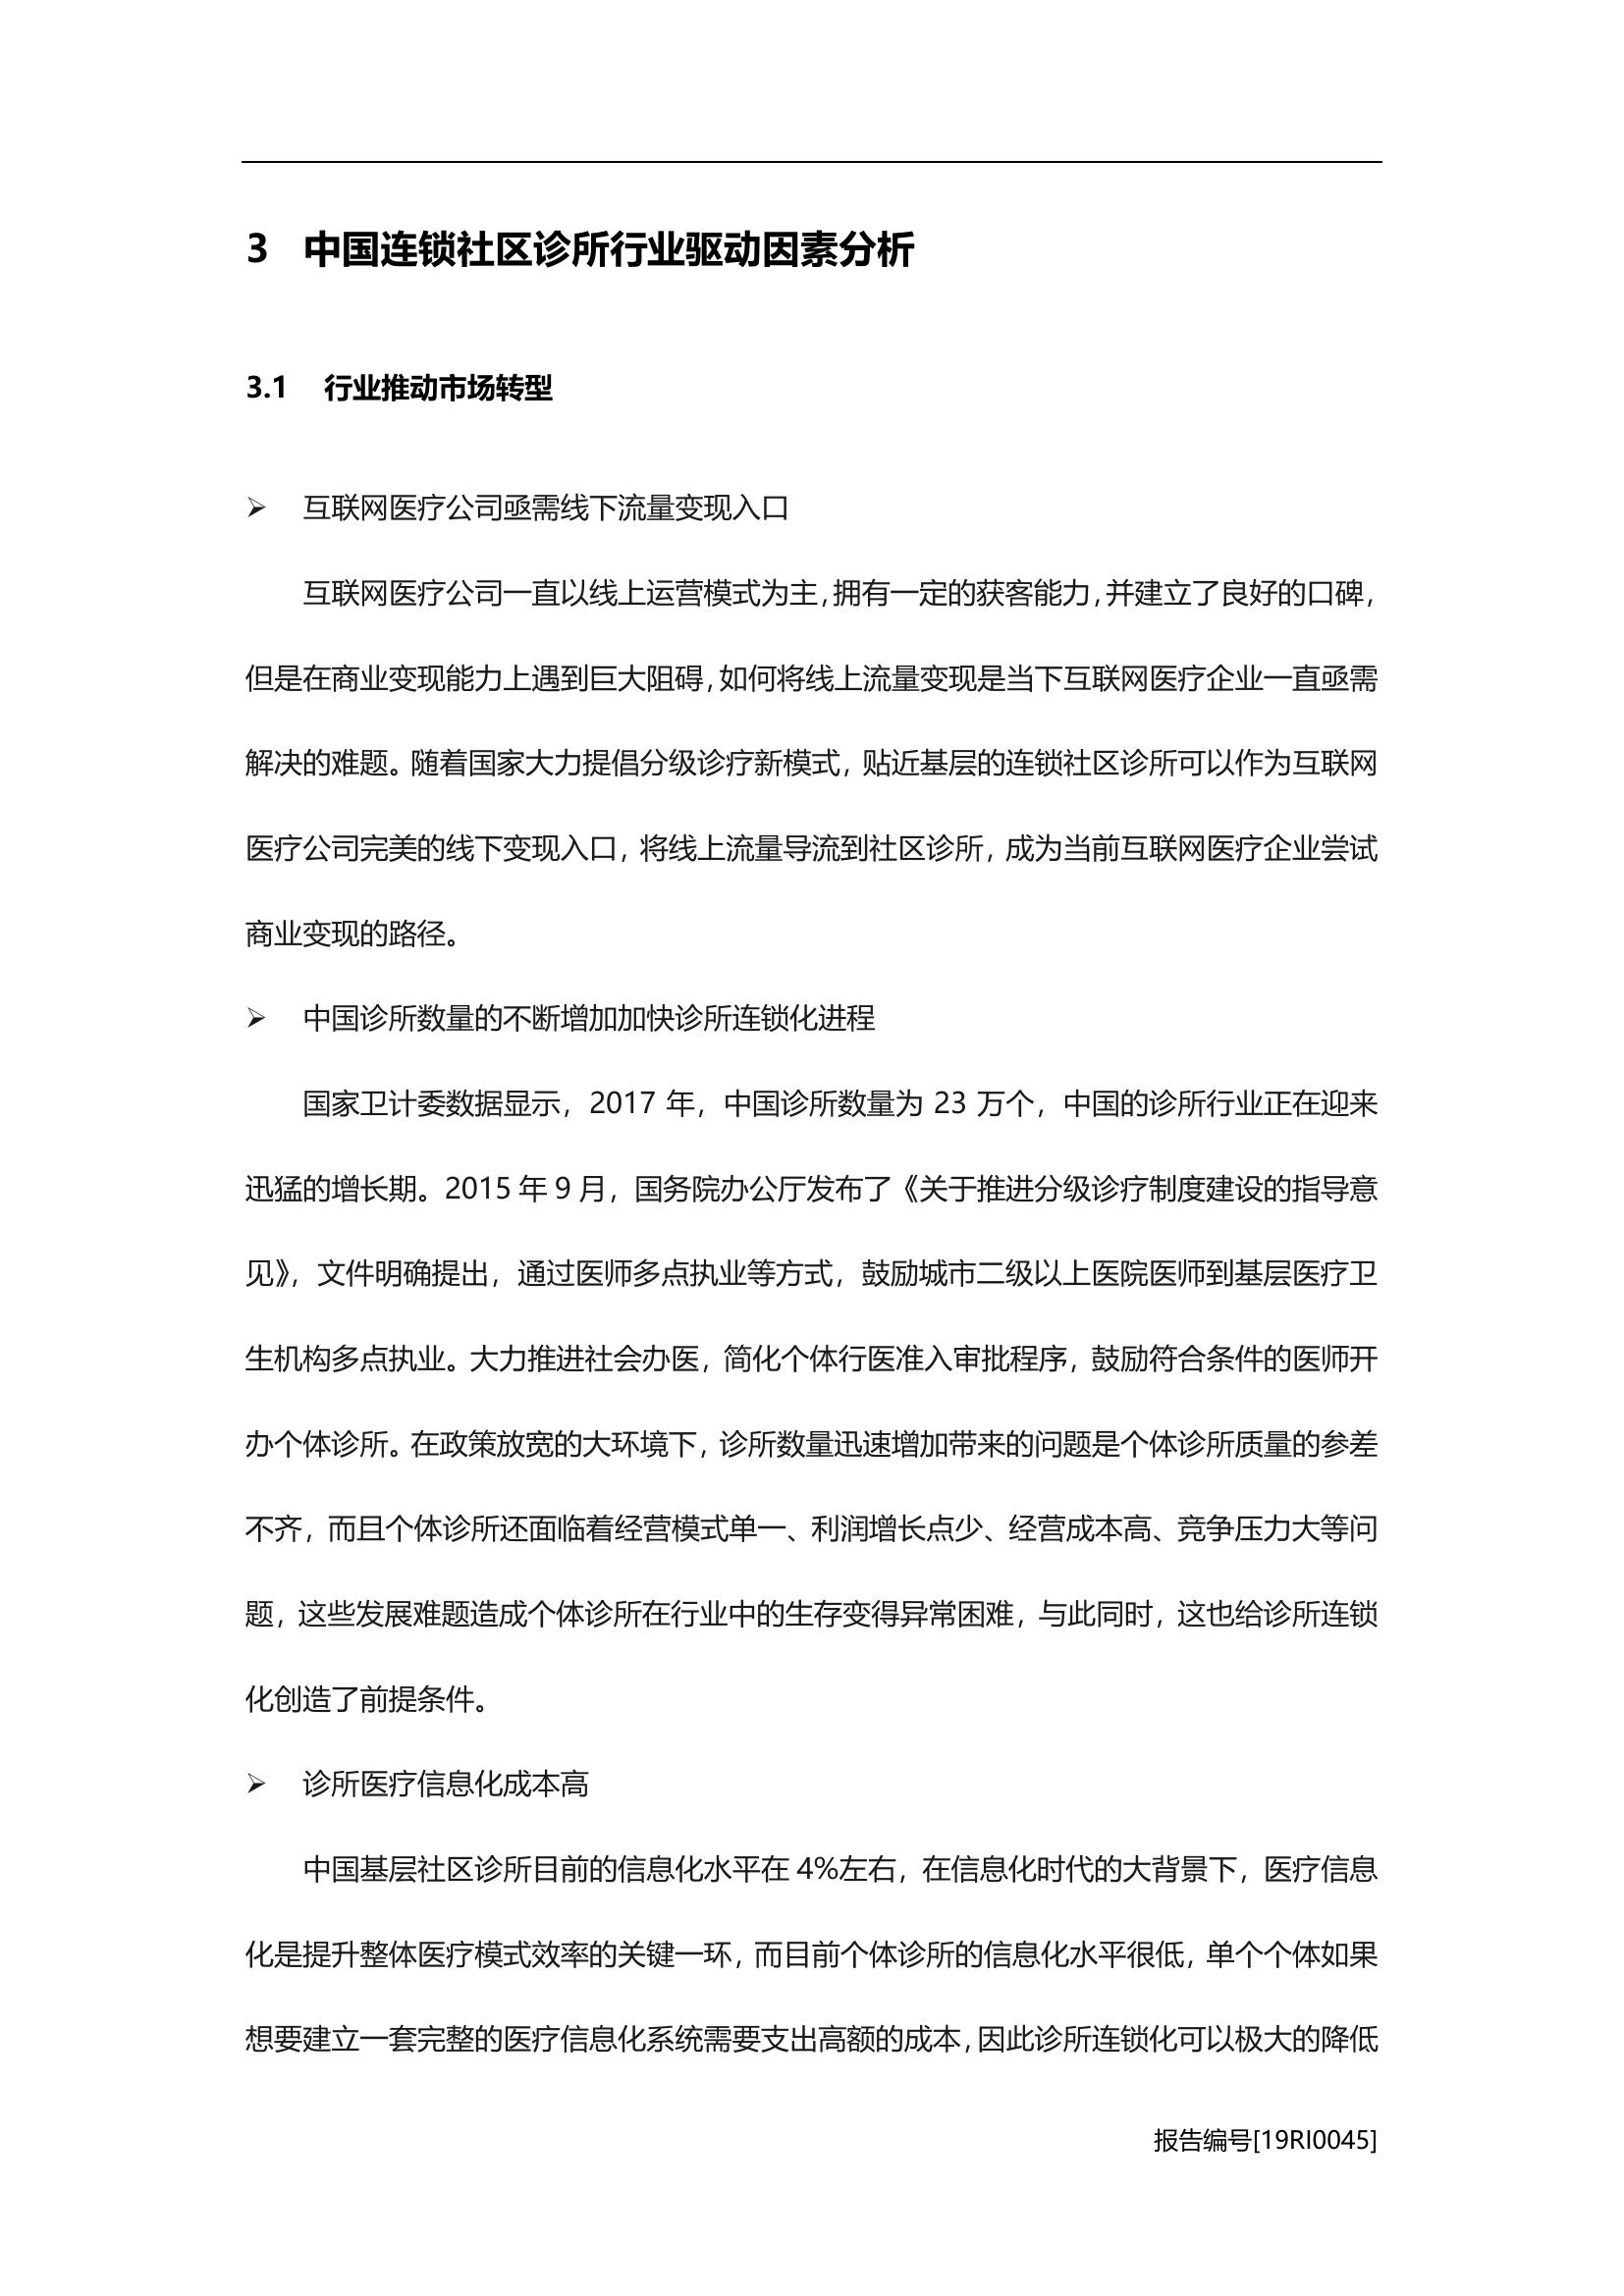 3 中国连锁社区诊所行业驱动因素分析
3.1 行业推动市场转型
➢ 互联网医疗公司亟需线下流量变现入口
互联网医疗公司一直以线上运营模式为主，拥有一定的获客能力，并建立了良好的口碑，
但是在商业变现能力上遇到巨大阻碍，如何将线上流量变现是当下互联网医疗企业一直亟需
解决的难题。随着国家大力提倡分级诊疗新模式，贴近基层的连锁社区诊所可以作为互联网
医疗公司完美的线下变现入口，将线上流量导流到社区诊所，成为当前互联网医疗企业尝试
商业变现的路径。
➢ 中国诊所数量的不断增加加快诊所连锁化进程
国家卫计委数据显示，2017 年，中国诊所数量为 23 万个，中国的诊所行业正在迎来
迅猛的增长期。2015 年 9 月，国务院办公厅发布了《关于推进分级诊疗制度建设的指导意
见》，文件明确提出，通过医师多点执业等方式，鼓励城市二级以上医院医师到基层医疗卫
生机构多点执业。大力推进社会办医，简化个体行医准入审批程序，鼓励符合条件的医师开
办个体诊所。在政策放宽的大环境下，诊所数量迅速增加带来的问题是个体诊所质量的参差
不齐，而且个体诊所还面临着经营模式单一、利润增长点少、经营成本高、竞争压力大等问
题，这些发展难题造成个体诊所在行业中的生存变得异常困难，与此同时，这也给诊所连锁
化创造了前提条件。
➢ 诊所医疗信息化成本高
中国基层社区诊所目前的信息化水平在 4%左右，在信息化时代的大背景下，医疗信息
化是提升整体医疗模式效率的关键一环，而目前个体诊所的信息化水平很低，单个个体如果
想要建立一套完整的医疗信息化系统需要支出高额的成本，因此诊所连锁化可以极大的降低
报告编号[19RI0045]